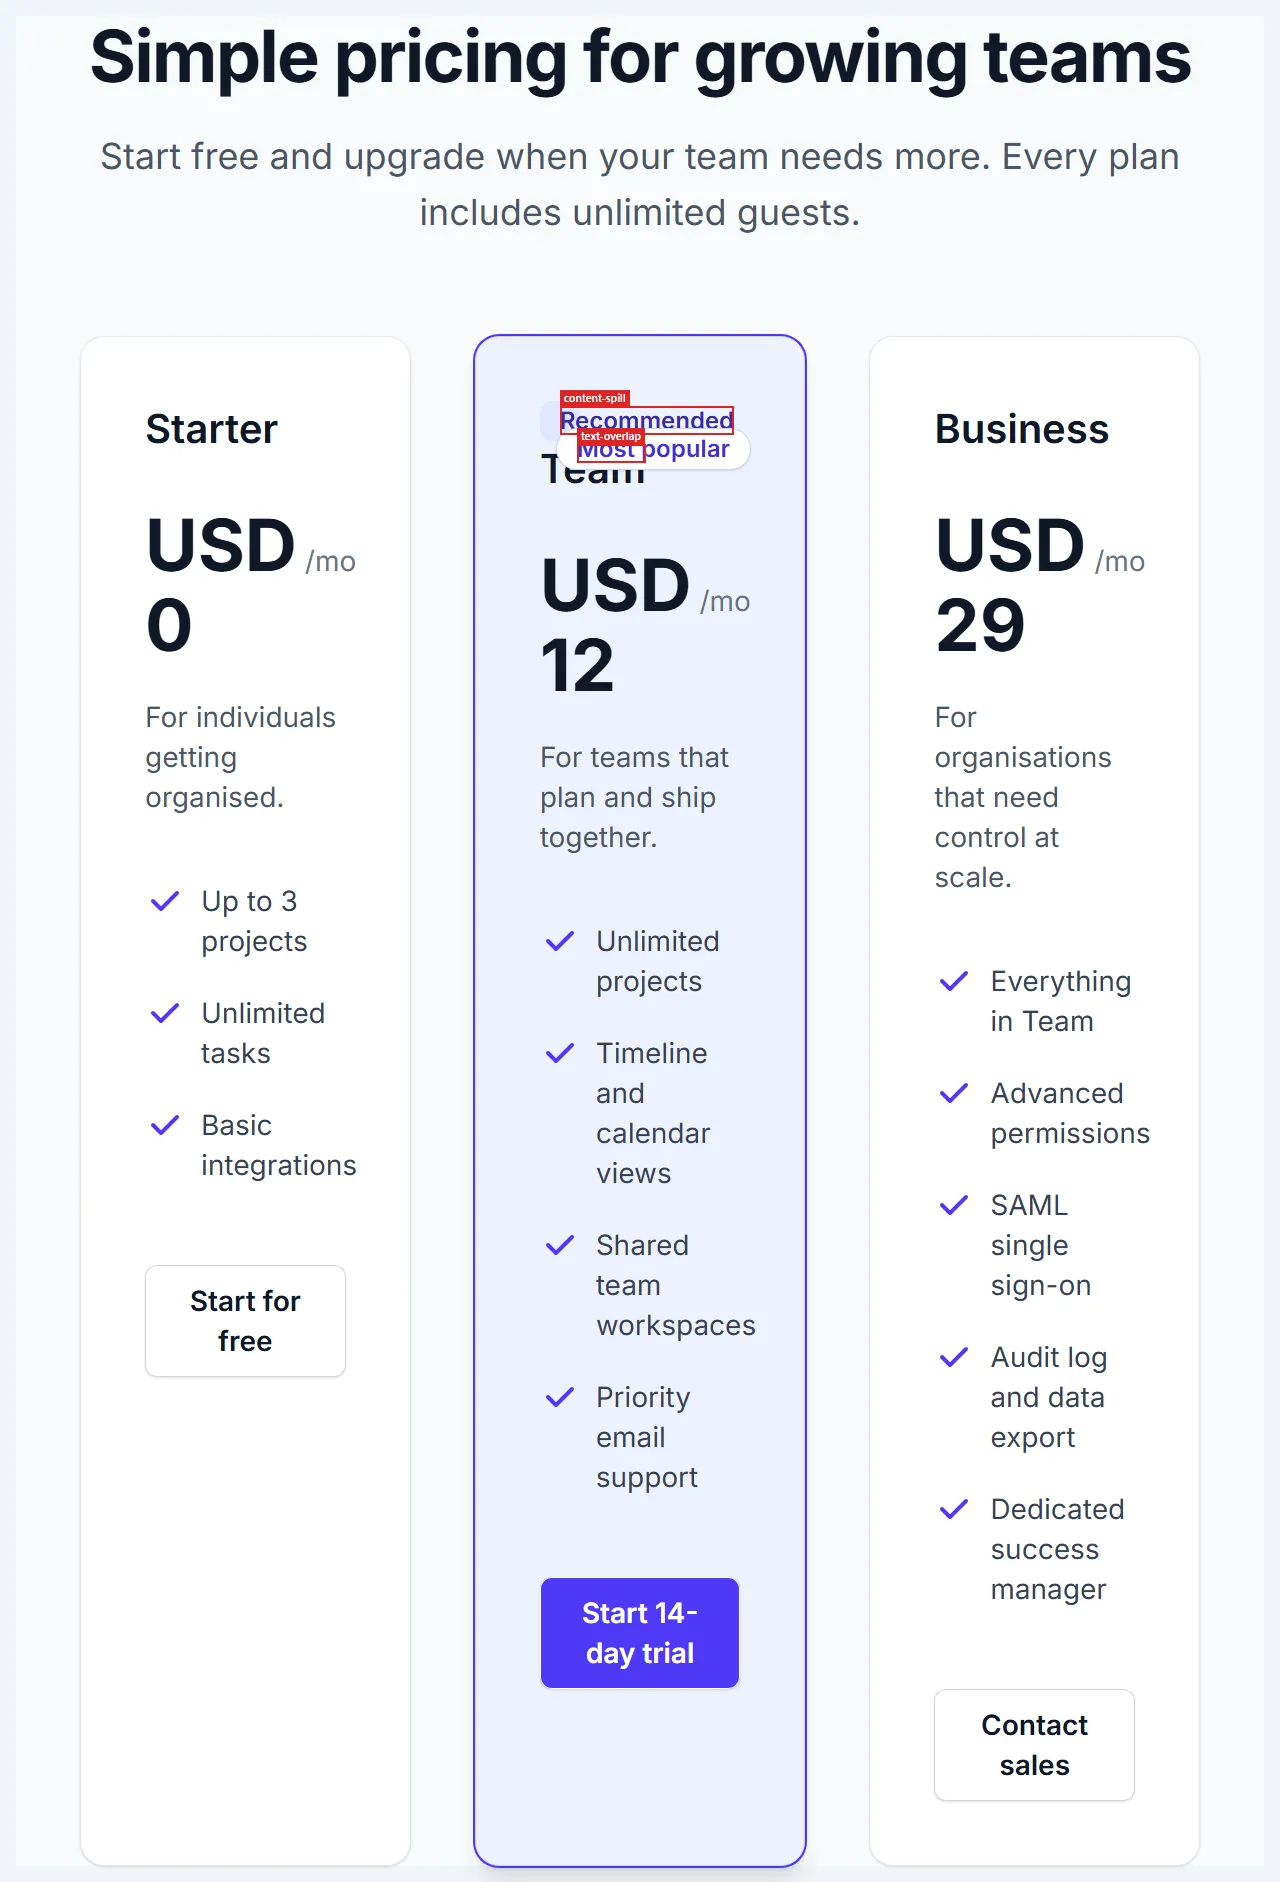 Simple pricing for growing teams
Start free and upgrade when your team needs more. Every plan
includes unlimited guests.
Starter
USD /mo
0
For individuals
getting
organised.
Up to 3
projects
Unlimited
tasks
Basic
integrations
Start for
free
content-spill
Recommended
text-overlap
Most popular
Team
USD /mo
12
For teams that
plan and ship
together.
Unlimited
projects
Timeline
and
calendar
views
Shared
team
workspaces
Priority
email
support
Start 14-
day trial
Business
USD /mo
29
For
organisations
that need
control at
scale.
Everything
in Team
Advanced
permissions
SAML
single
sign-on
Audit log
and data
export
Dedicated
success
manager
Contact
sales